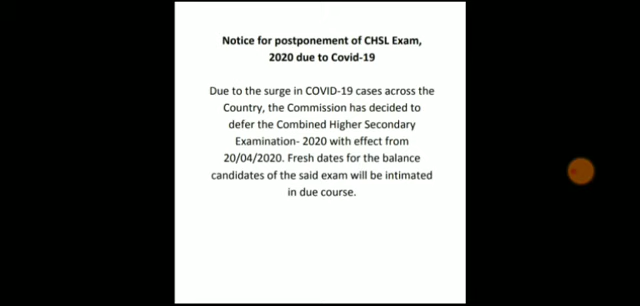 Notice for postponement of CHSL Exam,
2020 due to Covid-19
Due to the surge in COVID-19 cases across the
Country, the Commission has decided to
defer the Combined Higher Secondary
Examination- 2020 with effect from
20/04/2020. Fresh dates for the balance
candidates of the said exam will be intimated
in due course.